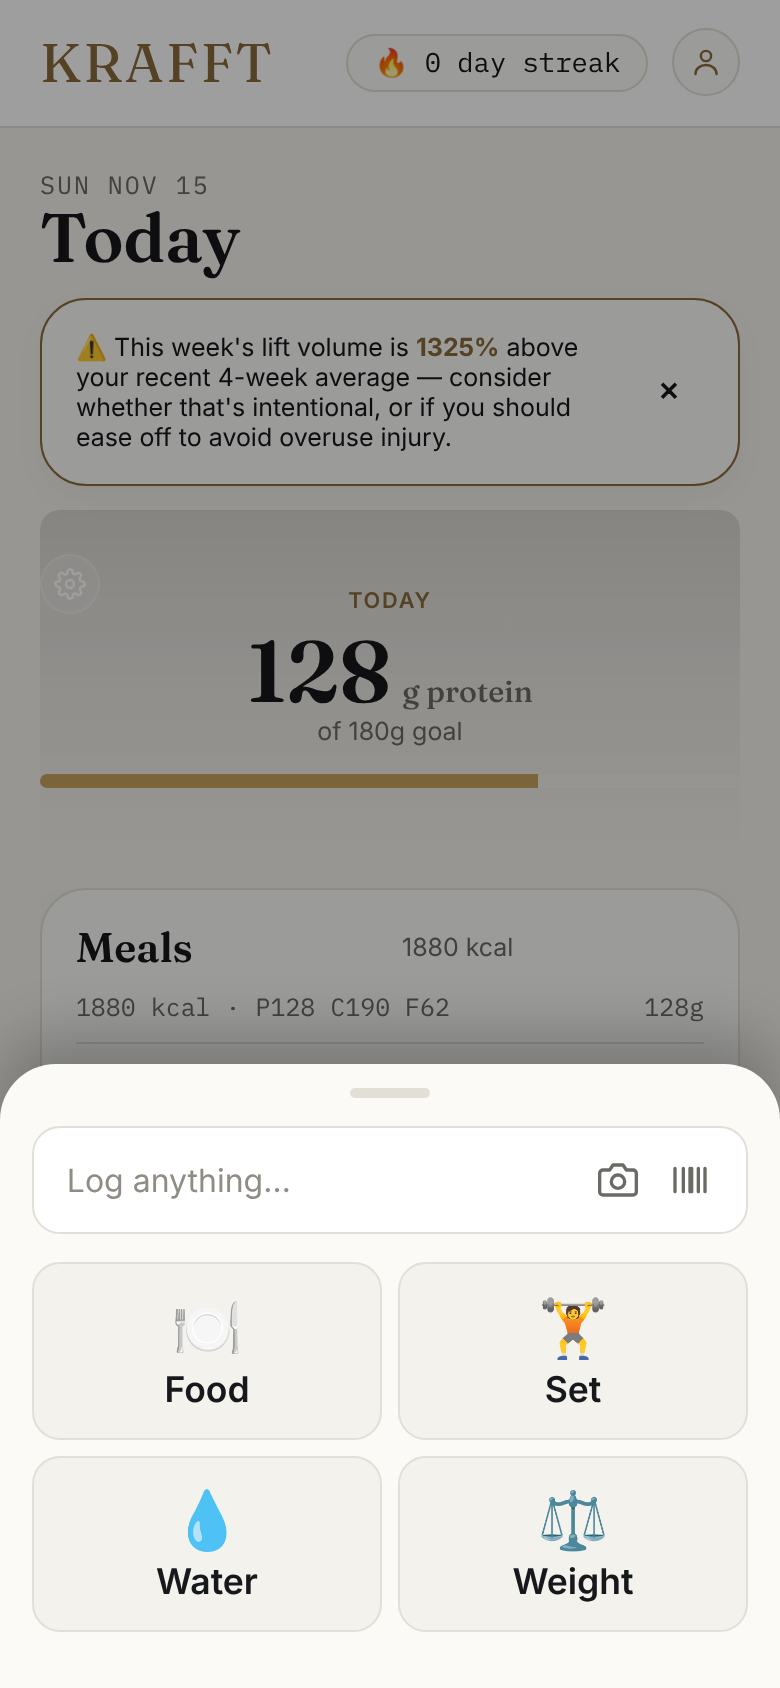 KRAFFT
🔥 0 day streak
SUN NOV 15
Today
⚠️ This week's lift volume is 1325% above
your recent 4-week average — consider
whether that's intentional, or if you should
ease off to avoid overuse injury.
×
TODAY
128 g protein
of 180g goal
Meals 1880 kcal
1880 kcal · P128 C190 F62 128g
Log anything...
Food
Set
Water
Weight